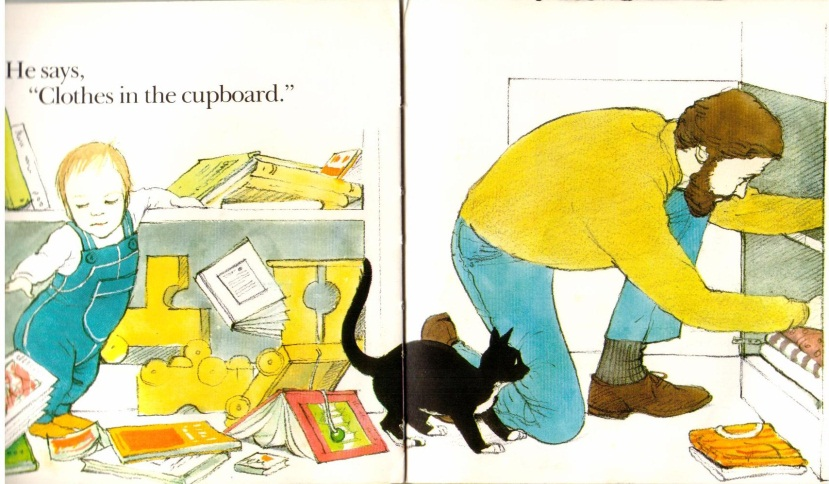 He says,
“Clothes in the cupboard.”